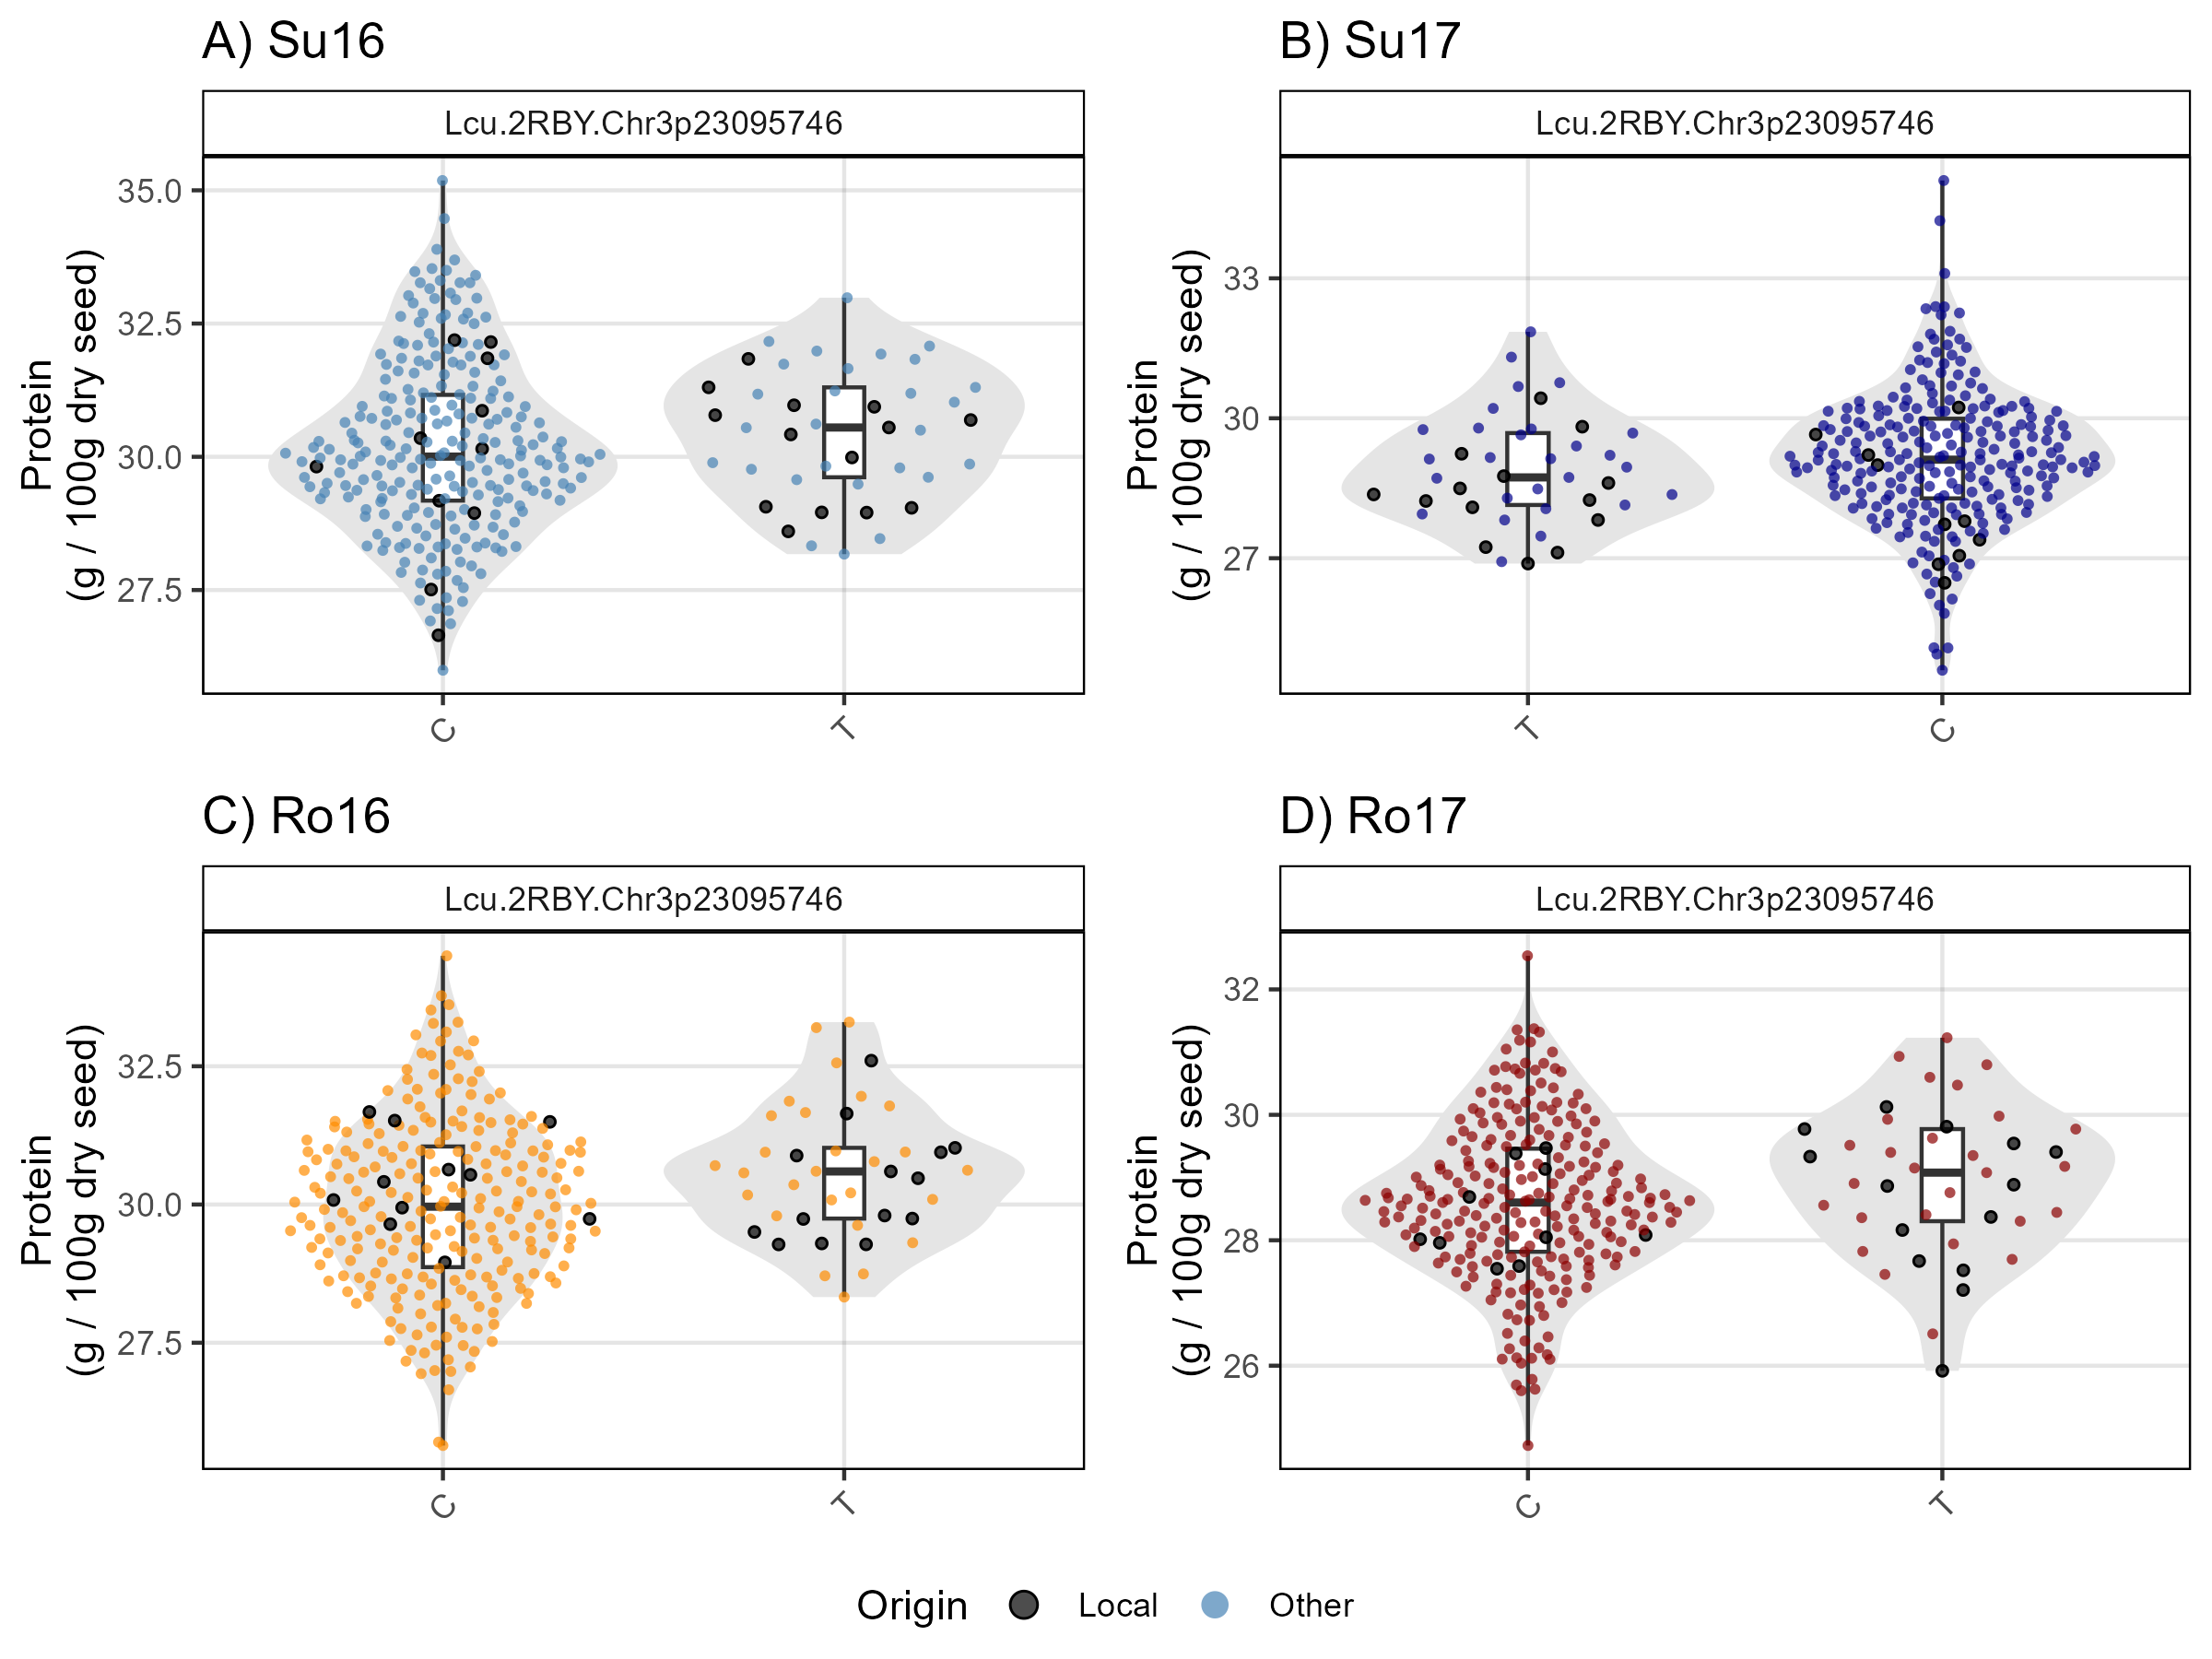 A) Su16
Lcu.2RBY.Chr3p23095746
Protein
(g / 100g dry seed)
35.0
32.5
30.0
27.5
C
T
B) Su17
Lcu.2RBY.Chr3p23095746
Protein
(g / 100g dry seed)
33
30
27
T
C
C) Ro16
Lcu.2RBY.Chr3p23095746
Protein
(g / 100g dry seed)
32.5
30.0
27.5
C
T
D) Ro17
Lcu.2RBY.Chr3p23095746
Protein
(g / 100g dry seed)
32
30
28
26
C
T
Origin
Local
Other